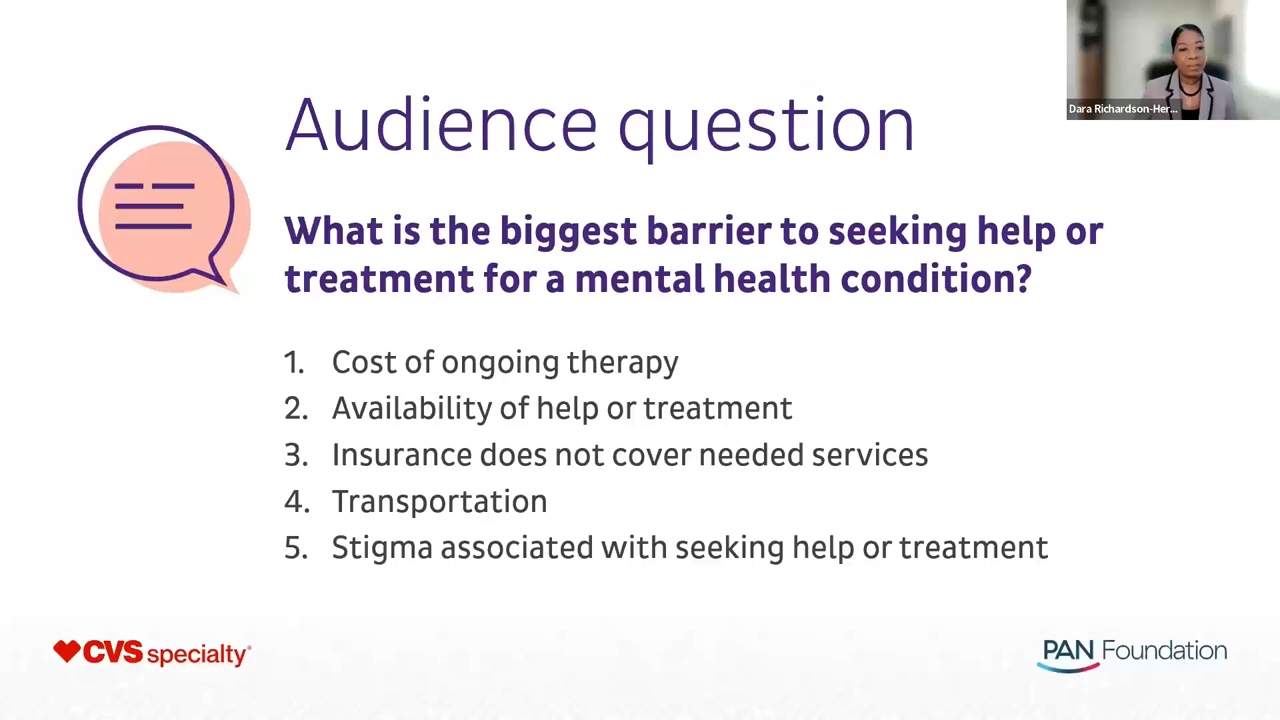 Dara Richardson-Her...
Audience question
What is the biggest barrier to seeking help or
treatment for a mental health condition?
1. Cost of ongoing therapy
2. Availability of help or treatment
3. Insurance does not cover needed services
4. Transportation
5. Stigma associated with seeking help or treatment
CVS specialty®
PAN Foundation